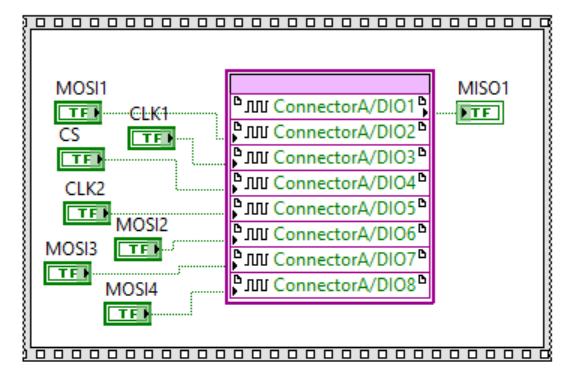 MOSI1
TF
CLK1
TF
CS
TF
CLK2
TF
MOSI2
TF
MOSI3
TF
MOSI4
TF
ConnectorA/DIO1
ConnectorA/DIO2
ConnectorA/DIO3
ConnectorA/DIO4
ConnectorA/DIO5
ConnectorA/DIO6
ConnectorA/DIO7
ConnectorA/DIO8
MISO1
TF